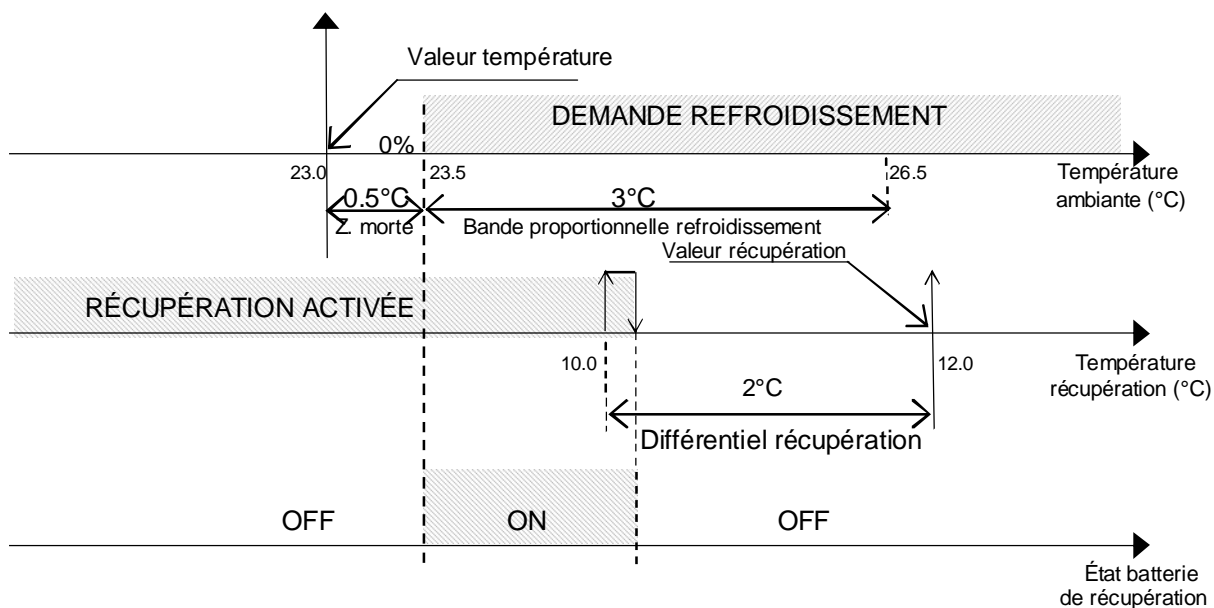 Valeur température
DEMANDE REFROIDISSEMENT
0%
23.0
23.5
26.5
Température
ambiante (°C)
0.5°C
3°C
Z. morte
Bande proportionnelle refroidissement
Valeur récupération
RÉCUPÉRATION ACTIVÉE
10.0
12.0
Température
récupération (°C)
2°C
Différentiel récupération
OFF
ON
OFF
État batterie
de récupération